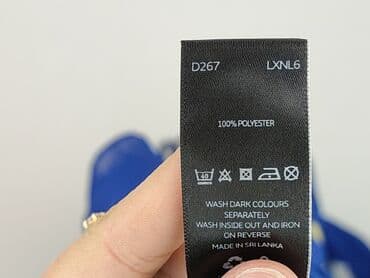 D267 LXNL6
100% POLYESTER
40
WASH DARK COLOURS
SEPARATELY
WASH INSIDE OUT AND IRON
ON REVERSE
MADE IN SRI LANKA